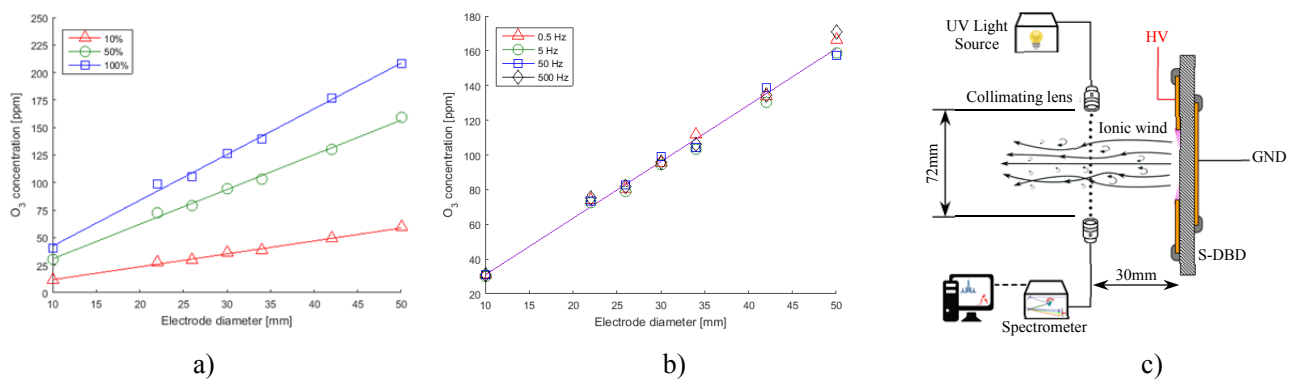 250
225
200
175
150
125
100
75
50
25
0
O3 concentration [ppm]
10%
50%
100%
10 15 20 25 30 35 40 45 50
Electrode diameter [mm]
a)
180
160
140
120
100
80
60
40
20
O3 concentration [ppm]
0.5 Hz
5 Hz
50 Hz
500 Hz
10 15 20 25 30 35 40 45 50
Electrode diameter [mm]
b)
UV Light
Source
HV
Collimating lens
Ionic wind
72mm
GND
S-DBD
30mm
Spectrometer
c)